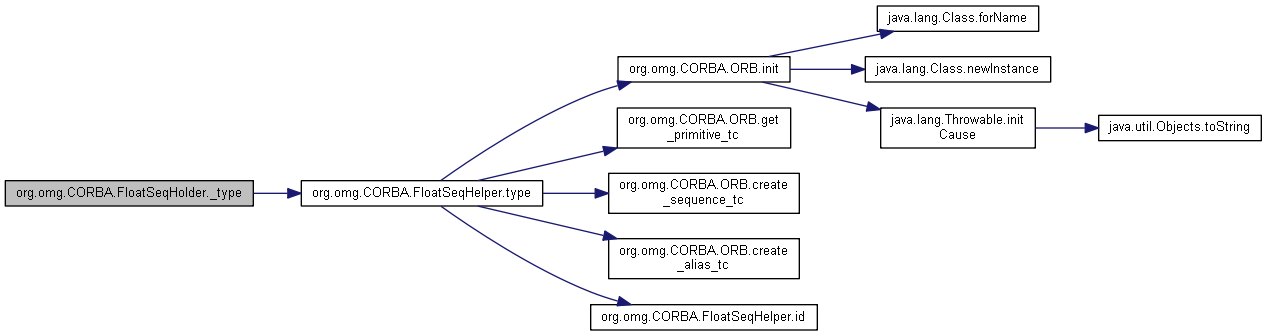 java.lang.Class.forName
org.omg.CORBA.ORB.init
java.lang.Class.newInstance
org.omg.CORBA.ORB.get
_primitive_tc
java.lang.Throwable.init
Cause
java.util.Objects.toString
org.omg.CORBA.FloatSeqHolder._type
org.omg.CORBA.FloatSeqHelper.type
org.omg.CORBA.ORB.create
_sequence_tc
org.omg.CORBA.ORB.create
_alias_tc
org.omg.CORBA.FloatSeqHelper.id